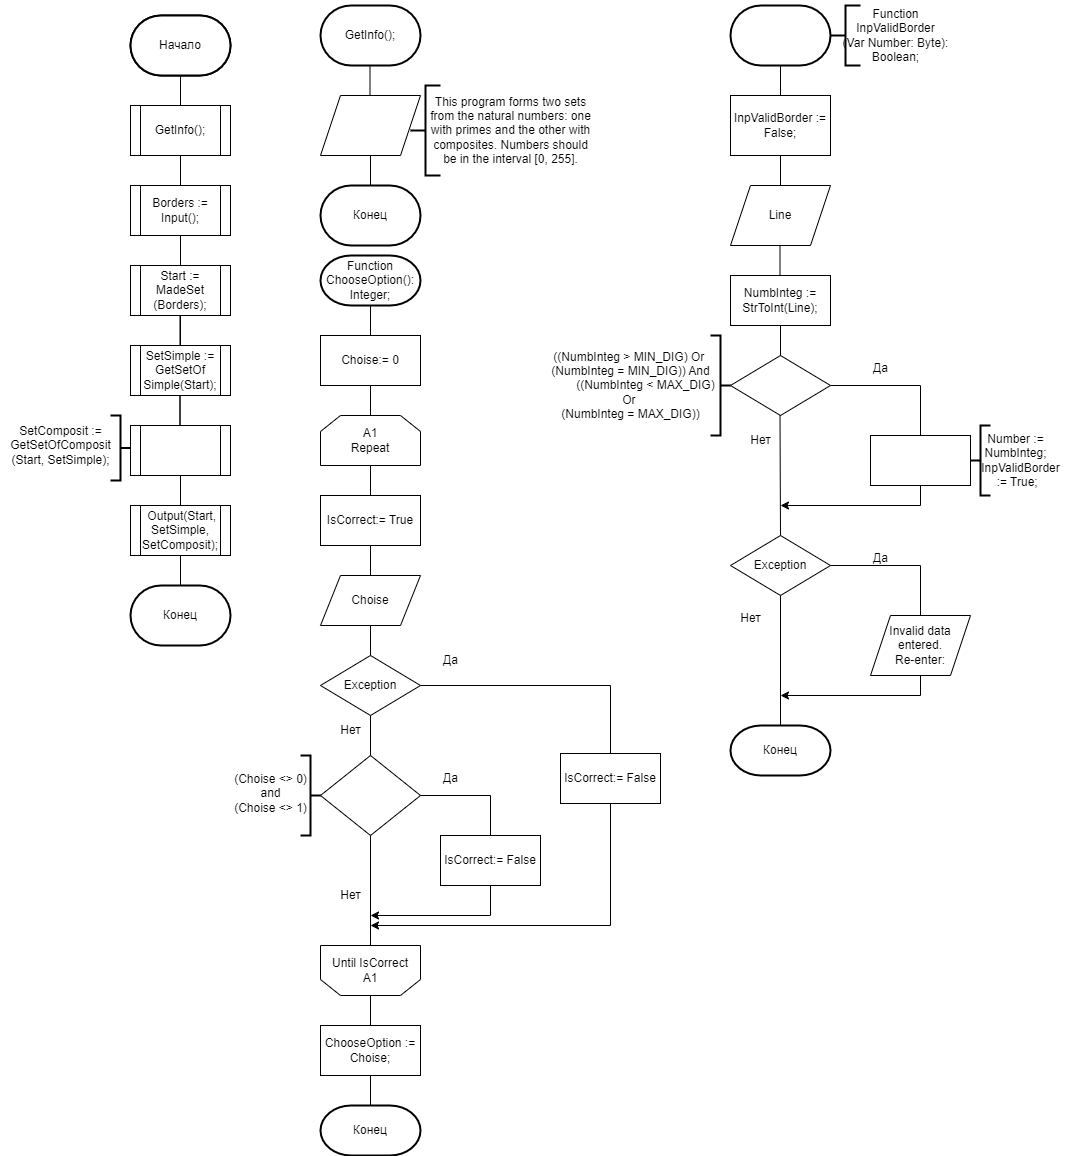 Начало
GetInfo();
Borders :=
Input();
Start :=
MadeSet
(Borders);
SetSimple :=
GetSetOf
Simple(Start);
SetComposit :=
GetSetOfComposit
(Start, SetSimple);
Output(Start,
SetSimple,
SetComposit);
Конец
GetInfo();
This program forms two sets
from the natural numbers: one
with primes and the other with
composites. Numbers should
be in the interval [0, 255].
Конец
Function
ChooseOption():
Integer;
Choise:= 0
A1
Repeat
IsCorrect:= True
Choise
Exception
Да
Нет
(Choise <> 0)
and
(Choise <> 1)
Да
IsCorrect:= False
IsCorrect:= False
Нет
Until IsCorrect
A1
ChooseOption :=
Choise;
Конец
Function
InpValidBorder
(Var Number: Byte):
Boolean;
InpValidBorder :=
False;
Line
NumbInteg :=
StrToInt(Line);
((NumbInteg > MIN_DIG) Or
(NumbInteg = MIN_DIG)) And
((NumbInteg < MAX_DIG)
Or
(NumbInteg = MAX_DIG))
Да
Нет
Number :=
NumbInteg;
InpValidBorder
:= True;
Exception
Да
Нет
Invalid data
entered.
Re-enter:
Конец